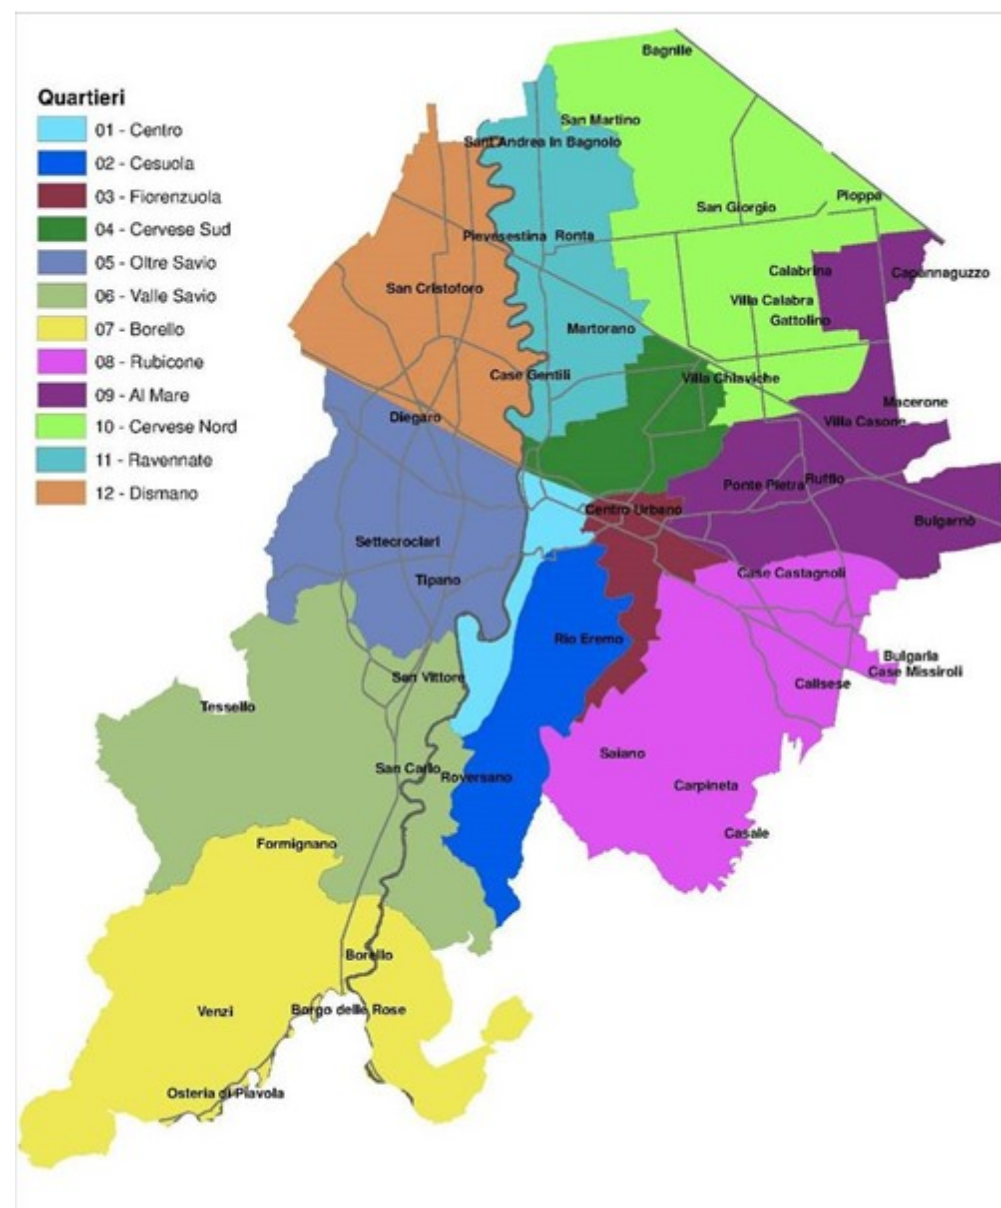 Quartieri
01 - Centro
02 - Cesuola
03 - Fiorenzuola
04 - Cervese Sud
05 - Oltre Savio
06 - Valle Savio
07 - Borello
08 - Rubicone
09 - Al Mare
10 - Cervese Nord
11 - Ravennate
12 - Dismano
Bagnile
San Martino
Sant Andrea In Bagnolo
Pioppa
San Giorgio
Pievesestina
Ronta
Calabrina
Capannaguzzo
San Cristoforo
Villa Calabra
Gattolino
Martorano
Case Gentili
Villa Chiaviche
Macerone
Diegaro
Villa Casone
Ponte Pietra
Ruffio
Centro Urbano
Bulgarnò
Settecrociari
Case Castagnoli
Tipano
Rio Eremo
Bulgaria
Case Missiroli
San Vittore
Calisese
Tessello
Saiano
San Carlo
Roversano
Carpineta
Casale
Formignano
Borello
Venzi
Borgo delle Rose
Osteria di Piavola